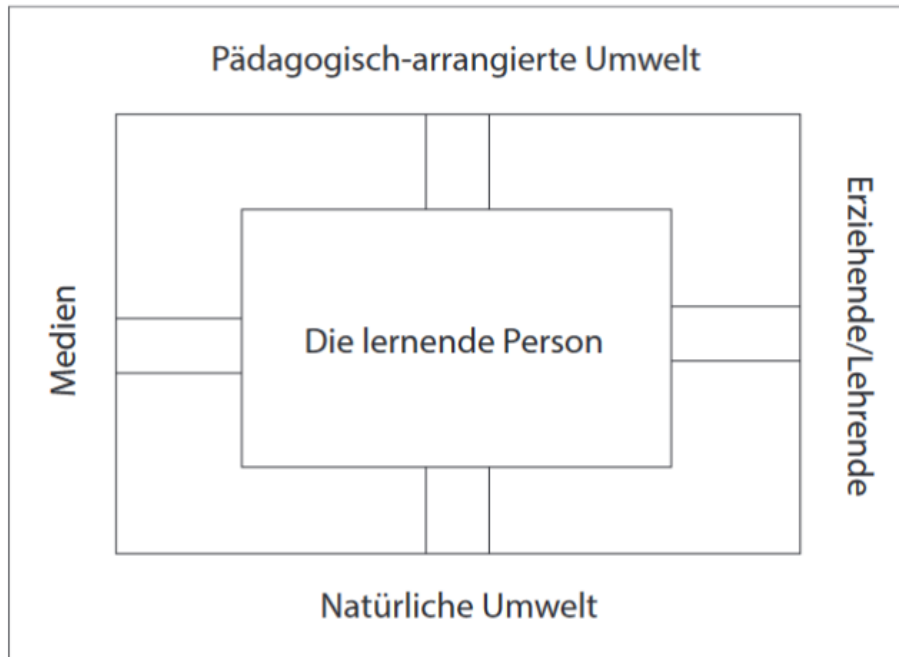 Pädagogisch-arrangierte Umwelt
Medien
Die lernende Person
Erziehende/Lehrende
Natürliche Umwelt